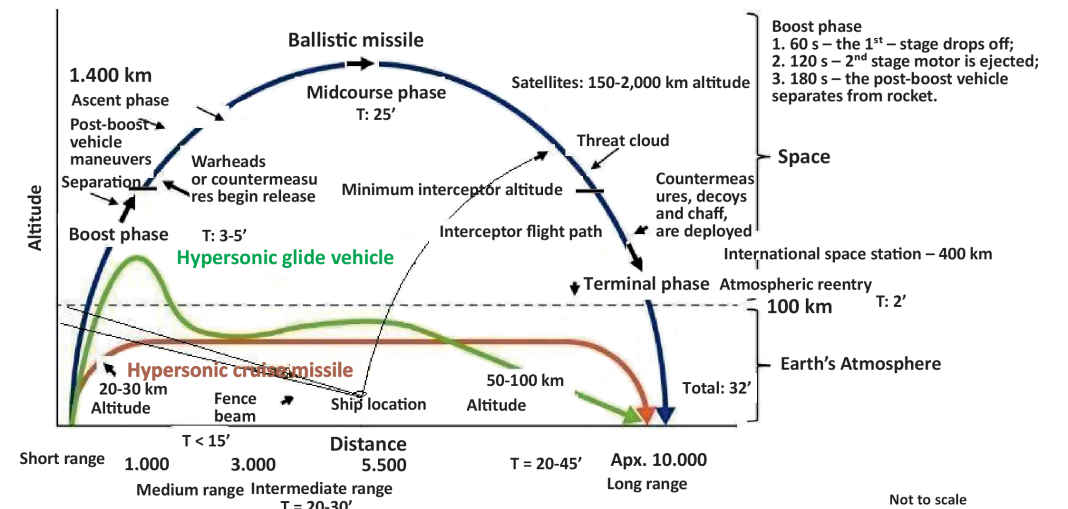 Boost phase
1. 60 s – the 1st – stage drops off;
2. 120 s – 2nd stage motor is ejected;
3. 180 s – the post-boost vehicle
separates from rocket.
Ballistic missile
1.400 km
Satellites: 150-2,000 km altitude
Ascent phase
Midcourse phase
T: 25’
Post-boost
vehicle
maneuvers
Threat cloud
Space
Warheads
or countermeasu
res begin release
Separation
Minimum interceptor altitude
Countermeas
ures, decoys
and chaff,
are deployed
Altitude
Boost phase
T: 3-5’
Interceptor flight path
Hypersonic glide vehicle
International space station – 400 km
Terminal phase
Atmospheric reentry
100 km
T: 2’
Hypersonic cruise missile
Earth’s Atmosphere
20-30 km
Altitude
Fence
beam
Ship location
50-100 km
Altitude
Total: 32’
T < 15’
Distance
Short range
1.000
3.000
5.500
T = 20-45’
Apx. 10.000
Long range
Medium range
Intermediate range
T = 20-30’
Not to scale